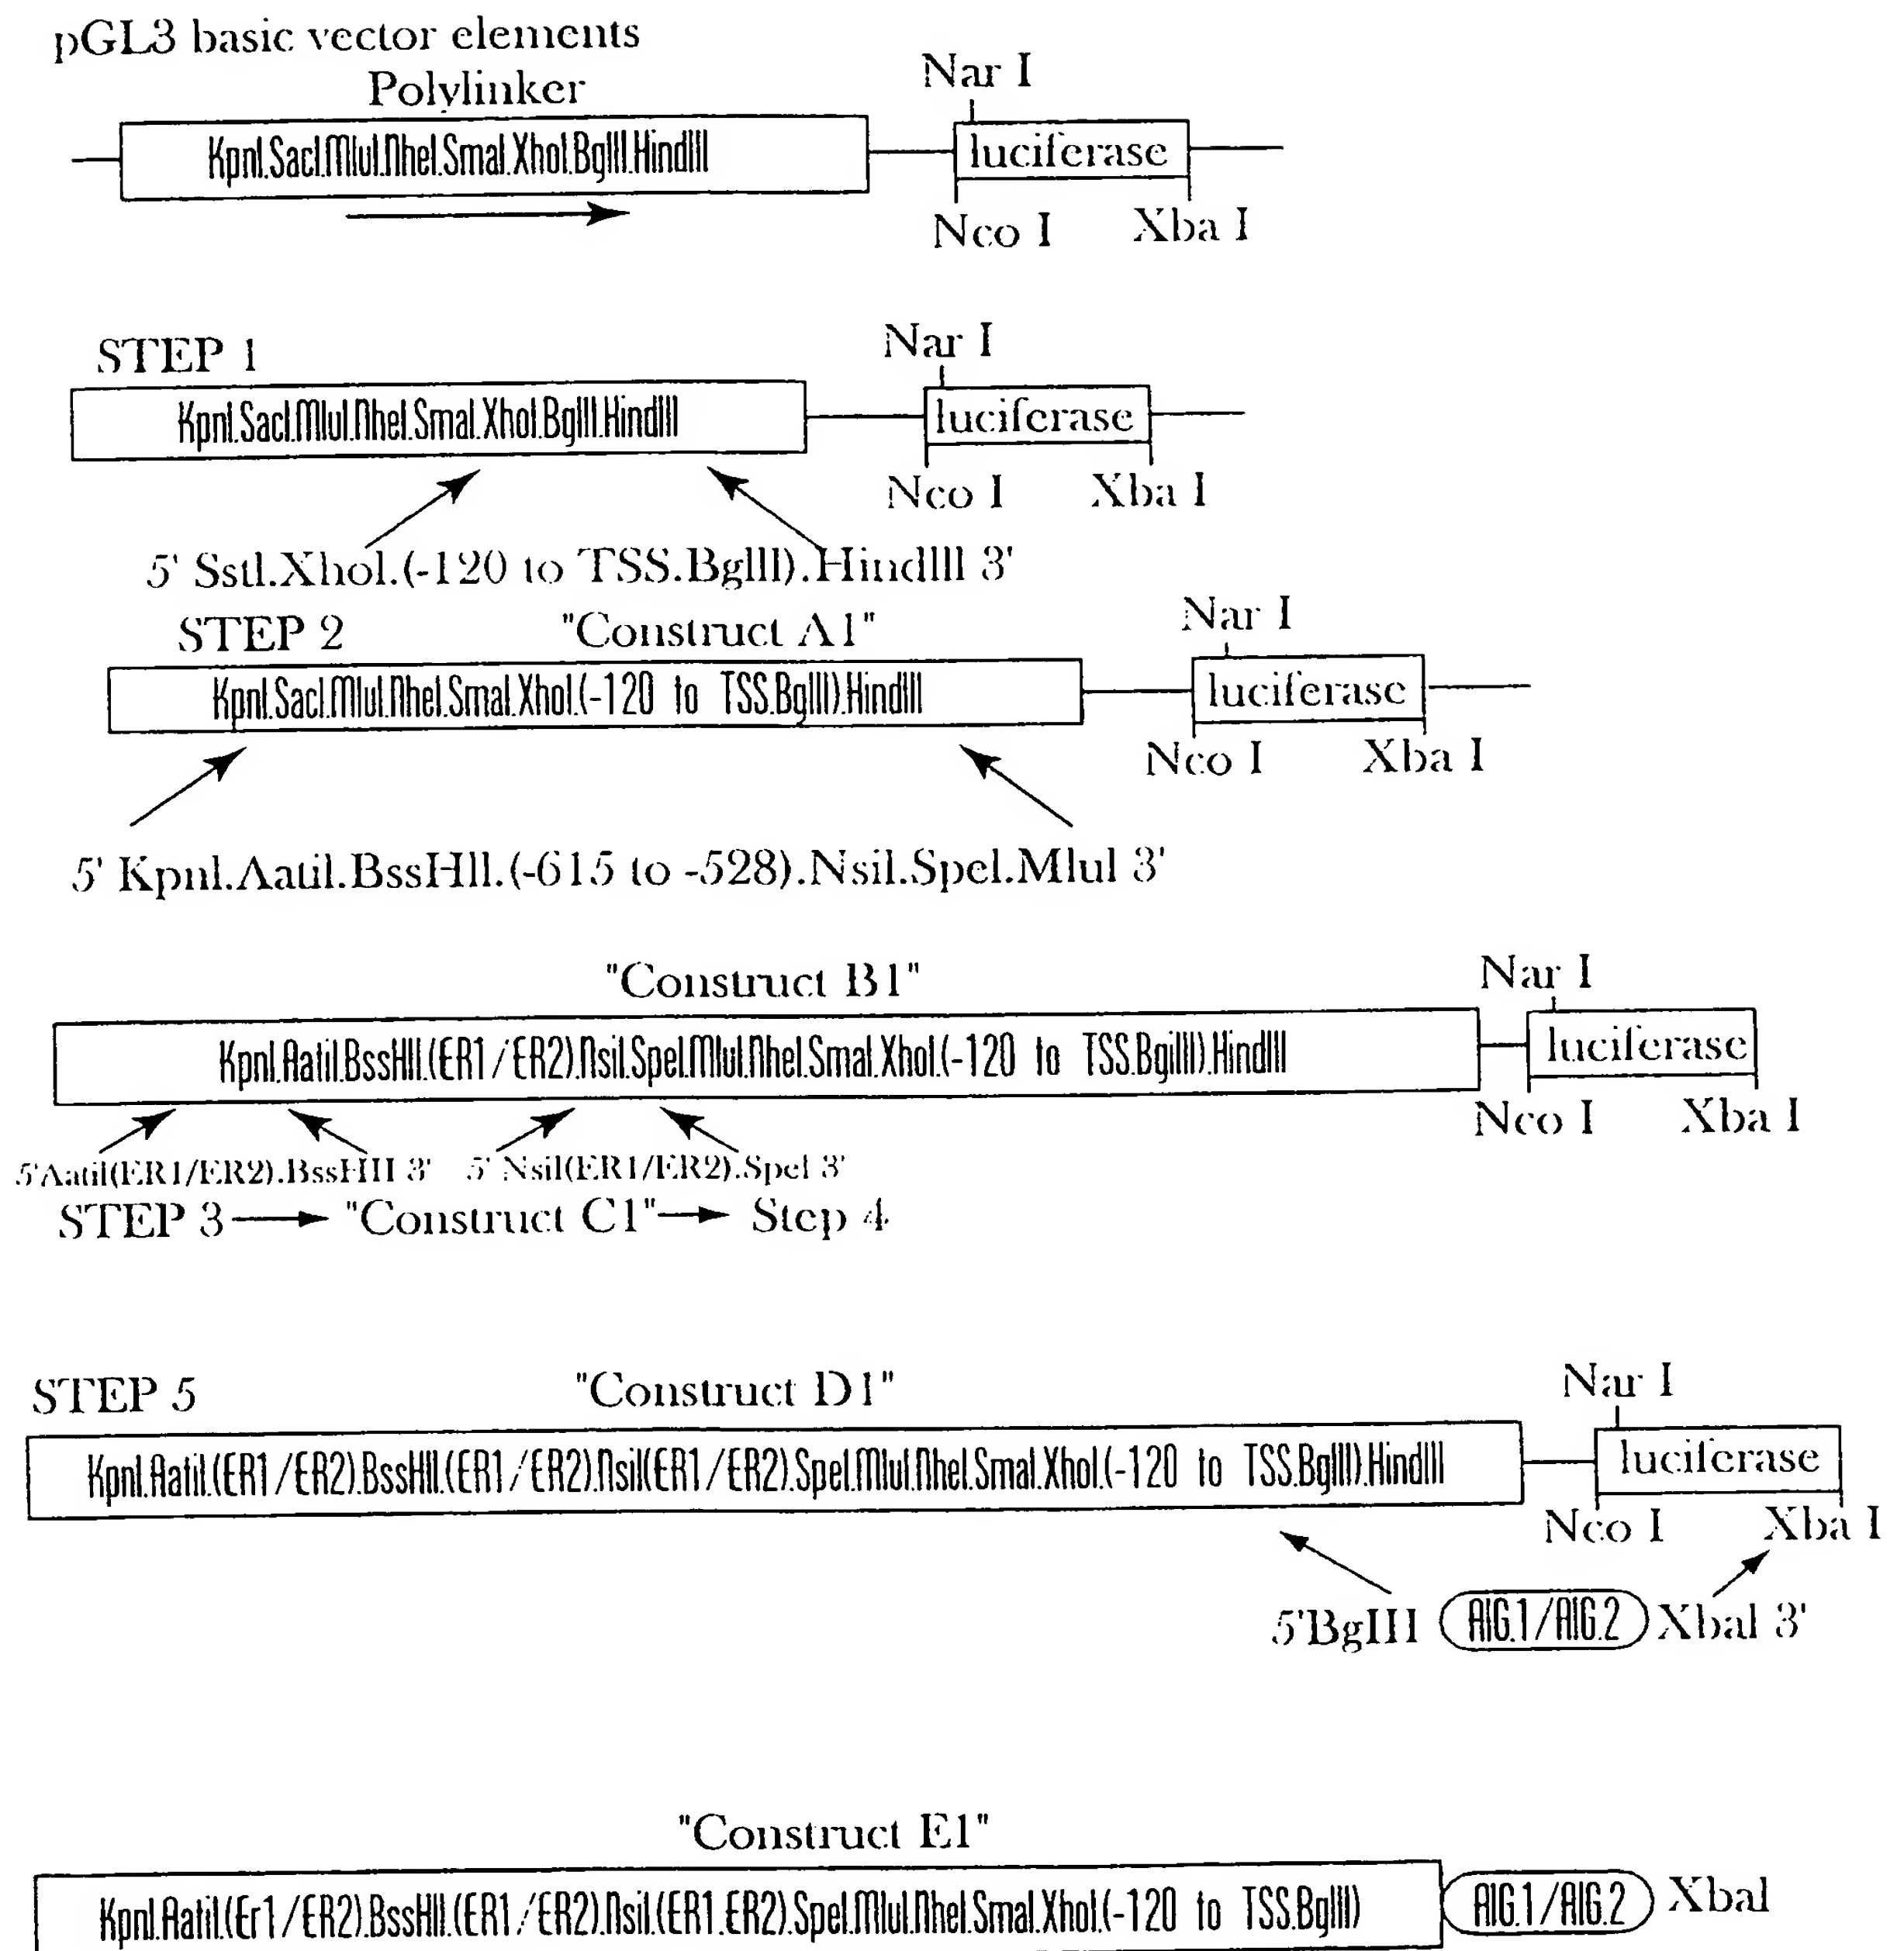 pGL3 basic vector elements
Polylinker
Nar I
KpnI.SacI.MluI.NheI.SmaI.XhoI.BglII.HindIII
luciferase
Nco I
Xba I
STEP 1
Nar I
KpnI.SacI.MluI.NheI.SmaI.XhoI.BglII.HindIII
luciferase
Nco I
Xba I
5' SstI.XhoI.(-120 to TSS.BglII).HindIII 3'
STEP 2
"Construct A1"
Nar I
KpnI.SacI.MluI.NheI.SmaI.XhoI.(-120 to TSS.BglII).HindIII
luciferase
Nco I
Xba I
5' KpnI.AatiI.BssHII.(-615 to -528).NsiI.SpeI.MluI 3'
"Construct B1"
Nar I
KpnI.AatiI.BssHII.(ER1/ER2).NsiI.SpeI.MluI.NheI.SmaI.XhoI.(-120 to TSS.BgiIII).HindIII
luciferase
Nco I
Xba I
5'AatiI(ER1/ER2).BssHII 3'
5' NsiI(ER1/ER2).SpeI 3'
STEP 3 → "Construct C1" → Step 4
STEP 5
"Construct D1"
Nar I
KpnI.AatiI.(ER1/ER2).BssHII.(ER1/ER2).NsiI(ER1/ER2).SpeI.MluI.NheI.SmaI.XhoI.(-120 to TSS.BglII).HindIII
luciferase
Nco I
Xba I
5'BgIII AIG.1/AIG.2 XbaI 3'
"Construct E1"
KpnI.AatiI.(Er1/ER2).BssHII.(ER1/ER2).NsiI.(ER1.ER2).SpeI.MluI.NheI.SmaI.XhoI.(-120 to TSS.BglII)
AIG.1/AIG.2
XbaI